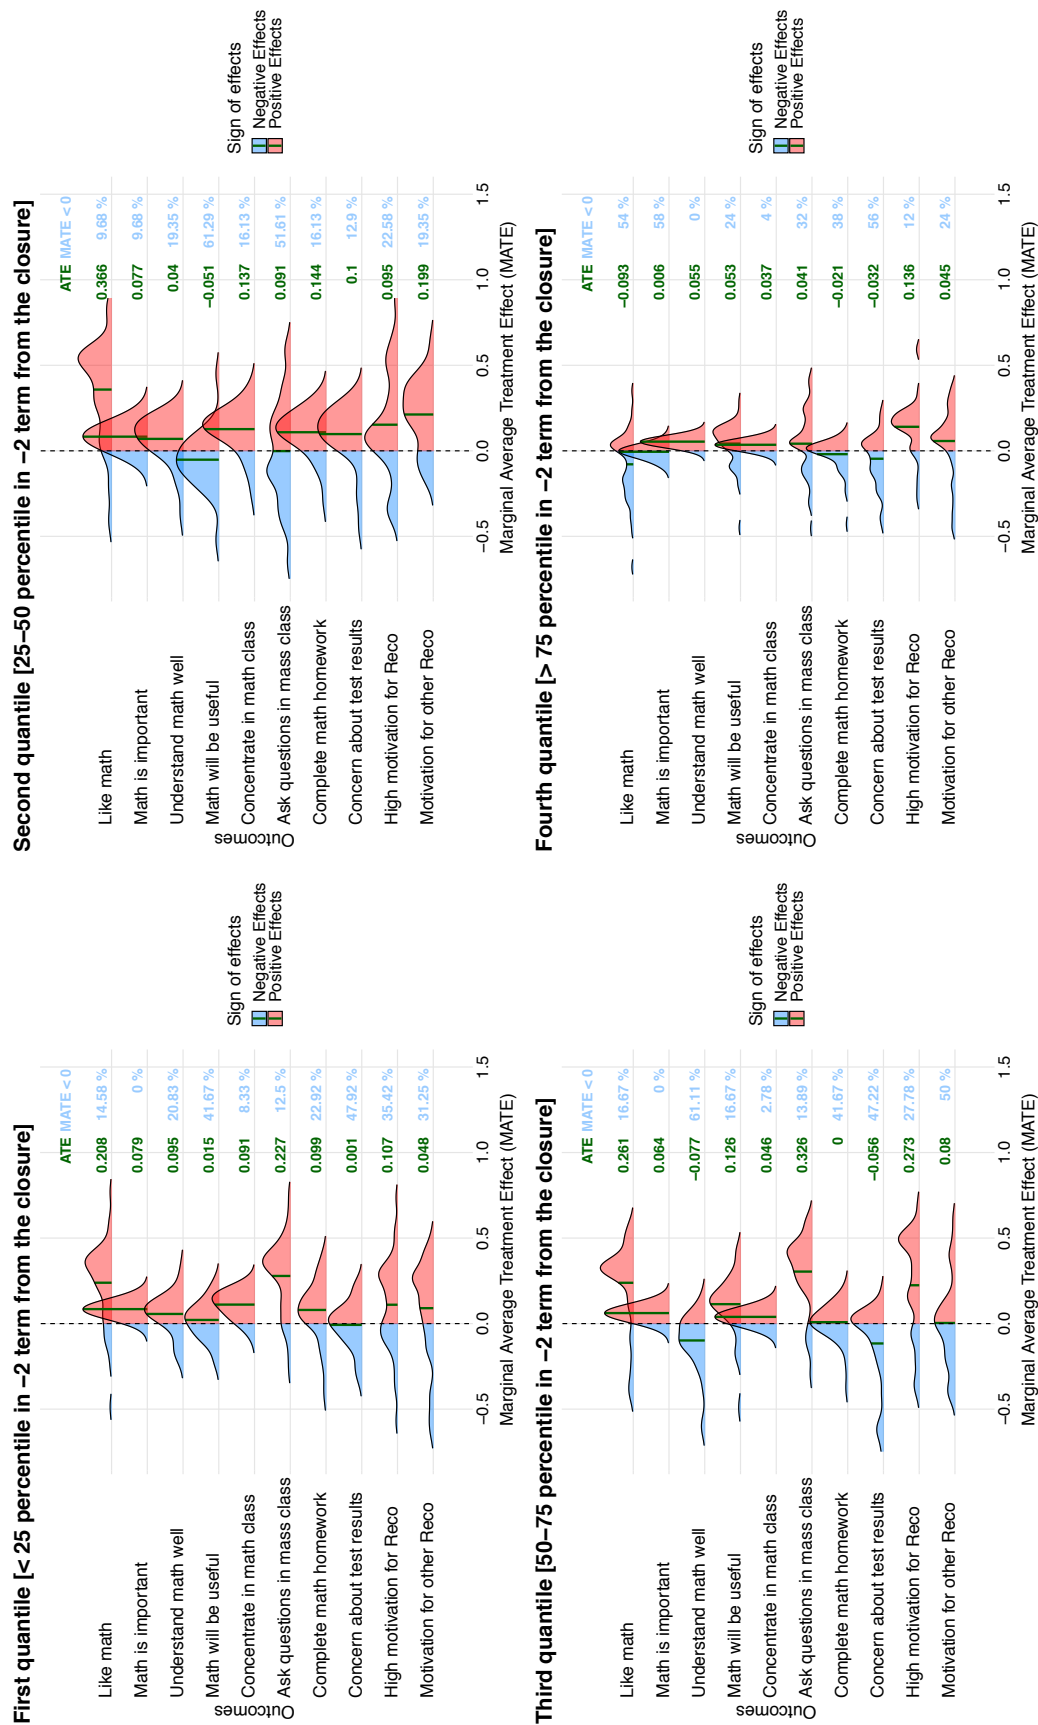 First quantile [< 25 percentile in −2 term from the closure]
ATE MATE < 0
Like math 0.208 14.58 %
Math is important 0.079 0 %
Understand math well 0.095 20.83 %
Math will be useful 0.015 41.67 %
Concentrate in math class 0.091 8.33 %
Ask questions in mass class 0.227 12.5 %
Complete math homework 0.099 22.92 %
Concern about test results 0.001 47.92 %
High motivation for Reco 0.107 35.42 %
Motivation for other Reco 0.048 31.25 %
Outcomes
−0.5 0.0 0.5 1.0 1.5
Marginal Average Treatment Effect (MATE)
Sign of effects
Negative Effects
Positive Effects
Second quantile [25−50 percentile in −2 term from the closure]
ATE MATE < 0
Like math 0.366 9.68 %
Math is important 0.077 9.68 %
Understand math well 0.04 19.35 %
Math will be useful −0.051 61.29 %
Concentrate in math class 0.137 16.13 %
Ask questions in mass class 0.091 51.61 %
Complete math homework 0.144 16.13 %
Concern about test results 0.1 12.9 %
High motivation for Reco 0.095 22.58 %
Motivation for other Reco 0.199 19.35 %
Outcomes
−0.5 0.0 0.5 1.0 1.5
Marginal Average Treatment Effect (MATE)
Sign of effects
Negative Effects
Positive Effects
Third quantile [50−75 percentile in −2 term from the closure]
ATE MATE < 0
Like math 0.261 16.67 %
Math is important 0.064 0 %
Understand math well −0.077 61.11 %
Math will be useful 0.126 16.67 %
Concentrate in math class 0.046 2.78 %
Ask questions in mass class 0.326 13.89 %
Complete math homework 0 41.67 %
Concern about test results −0.056 47.22 %
High motivation for Reco 0.273 27.78 %
Motivation for other Reco 0.08 50 %
Outcomes
−0.5 0.0 0.5 1.0 1.5
Marginal Average Treatment Effect (MATE)
Sign of effects
Negative Effects
Positive Effects
Fourth quantile [> 75 percentile in −2 term from the closure]
ATE MATE < 0
Like math −0.093 54 %
Math is important 0.006 58 %
Understand math well 0.055 0 %
Math will be useful 0.053 24 %
Concentrate in math class 0.037 4 %
Ask questions in mass class 0.041 32 %
Complete math homework −0.021 38 %
Concern about test results −0.032 56 %
High motivation for Reco 0.136 12 %
Motivation for other Reco 0.045 24 %
Outcomes
−0.5 0.0 0.5 1.0 1.5
Marginal Average Treatment Effect (MATE)
Sign of effects
Negative Effects
Positive Effects